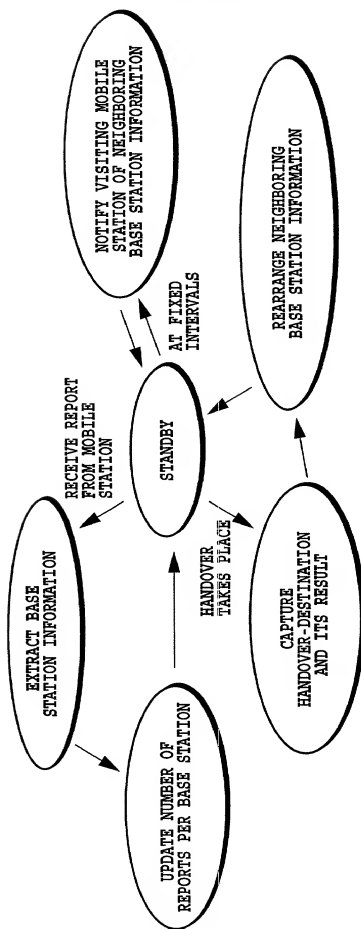 NOTIFY VISITING MOBILE
STATION OF NEIGHBORING
BASE STATION INFORMATION
REARRANGE NEIGHBORING
BASE STATION INFORMATION
AT FIXED
INTERVALS
RECEIVE REPORT
FROM MOBILE
STATION
STANDBY
HANDOVER
TAKES PLACE
EXTRACT BASE
STATION INFORMATION
CAPTURE
HANDOVER-DESTINATION
AND ITS RESULT
UPDATE NUMBER OF
REPORTS PER BASE STATION